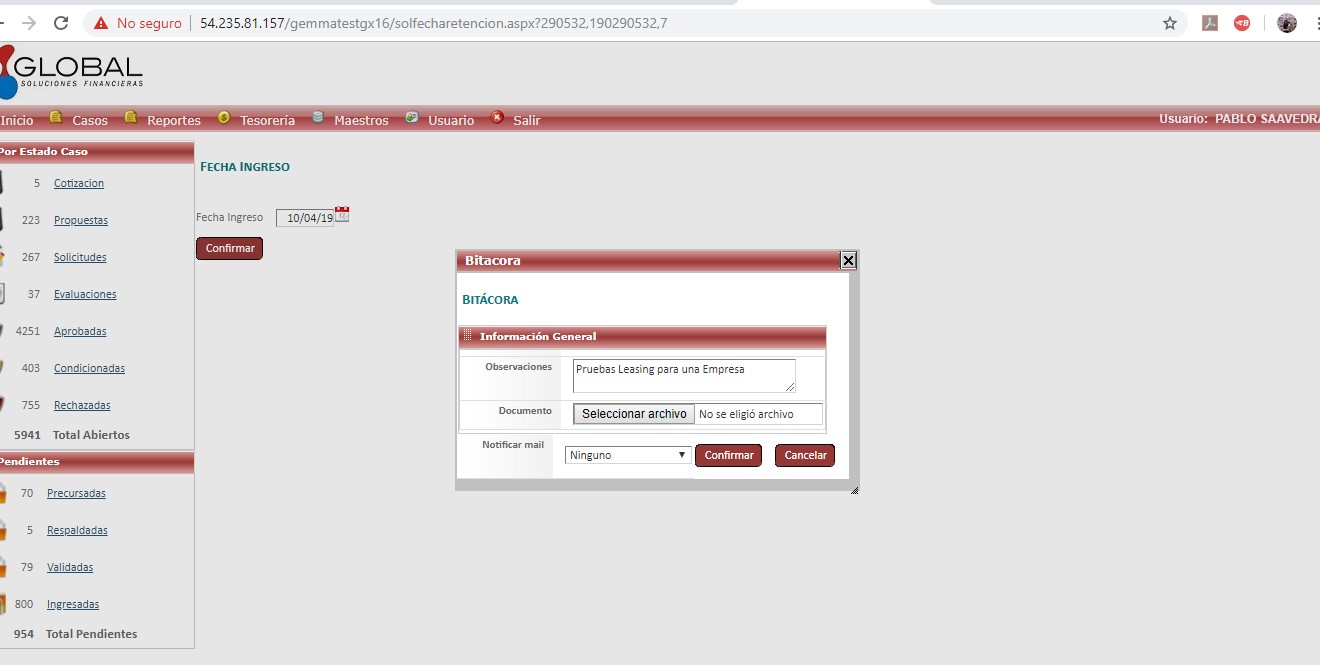 No seguro | 54.235.81.157/gemmatestgx16/solfecharetencion.aspx?290532,190290532,7
GLOBAL
SOLUCIONES FINANCIERAS
Inicio Casos Reportes Tesorería Maestros Usuario Salir Usuario: PABLO SAAVEDRA
Por Estado Caso
5 Cotizacion
223 Propuestas
267 Solicitudes
37 Evaluaciones
4251 Aprobadas
403 Condicionadas
755 Rechazadas
5941 Total Abiertos
Pendientes
70 Precursadas
5 Respaldadas
79 Validadas
800 Ingresadas
954 Total Pendientes
FECHA INGRESO
Fecha Ingreso 10/04/19
Confirmar
Bitacora
BITÁCORA
Información General
Observaciones Pruebas Leasing para una Empresa
Documento Seleccionar archivo No se eligió archivo
Notificar mail Ninguno Confirmar Cancelar